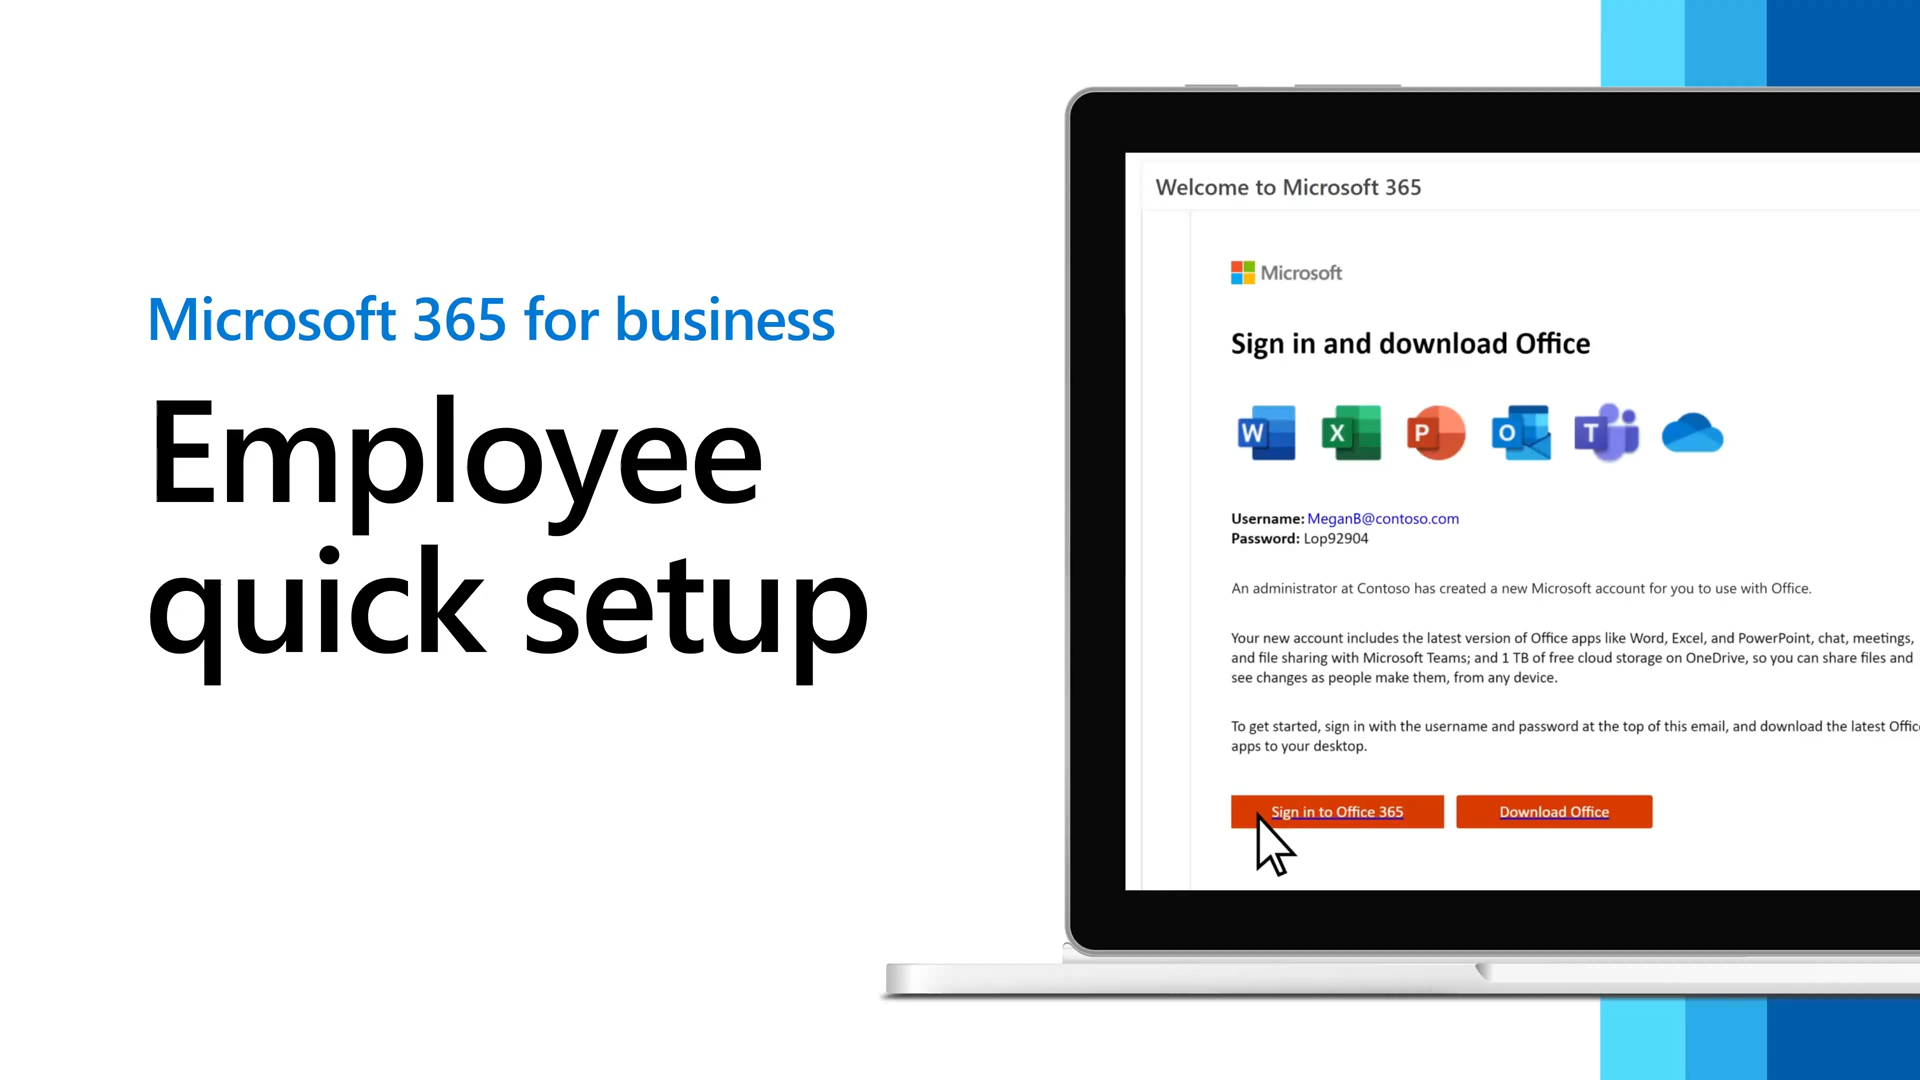 Microsoft 365 for business
Employee
quick setup
Welcome to Microsoft 365
Microsoft
Sign in and download Office
W X P O T
Username: MeganB@contoso.com
Password: Lop92904
An administrator at Contoso has created a new Microsoft account for you to use with Office.
Your new account includes the latest version of Office apps like Word, Excel, and PowerPoint, chat, meetings,
and file sharing with Microsoft Teams; and 1 TB of free cloud storage on OneDrive, so you can share files and
see changes as people make them, from any device.
To get started, sign in with the username and password at the top of this email, and download the latest Offic
apps to your desktop.
Sign in to Office 365 Download Office